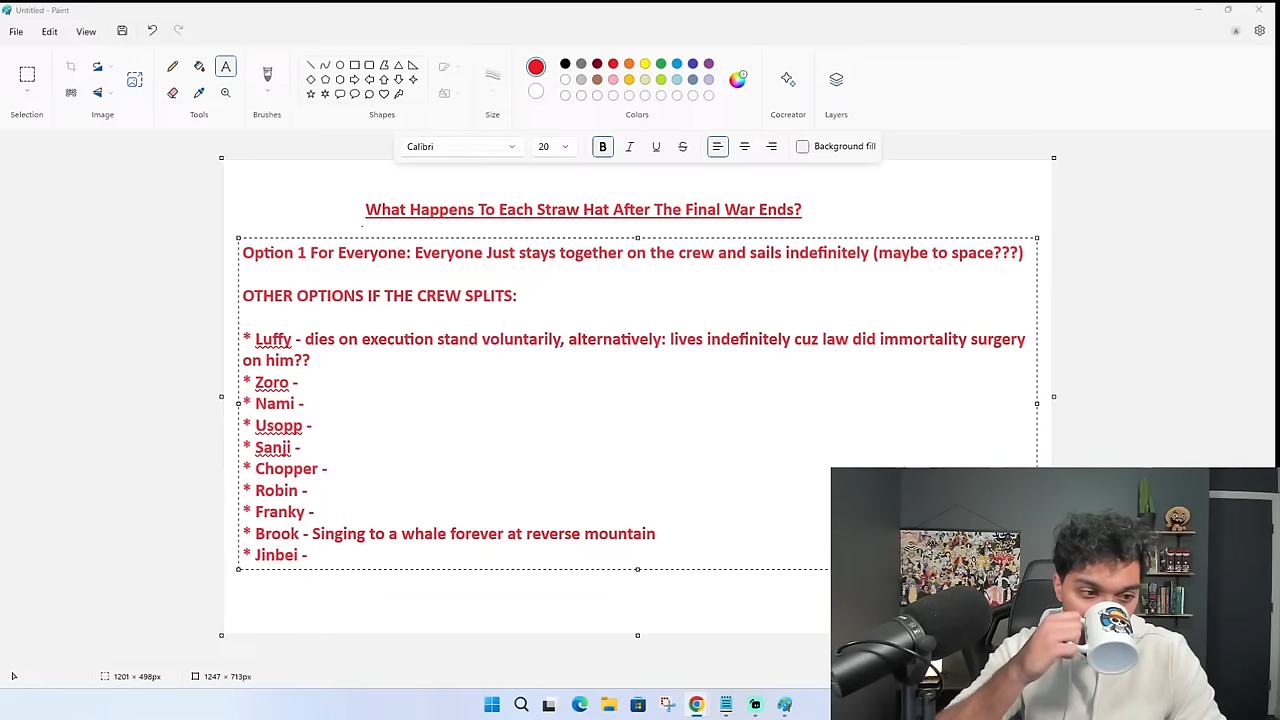 Untitled - Paint
File Edit View
Selection Image Tools Brushes Shapes Size Colors Cocreator Layers
Calibri 20 B I U S Background fill
What Happens To Each Straw Hat After The Final War Ends?
Option 1 For Everyone: Everyone Just stays together on the crew and sails indefinitely (maybe to space???)
OTHER OPTIONS IF THE CREW SPLITS:
* Luffy - dies on execution stand voluntarily, alternatively: lives indefinitely cuz law did immortality surgery
on him??
* Zoro -
* Nami -
* Usopp -
* Sanji -
* Chopper -
* Robin -
* Franky -
* Brook - Singing to a whale forever at reverse mountain
* Jinbei -
1201 × 498px 1247 × 713px